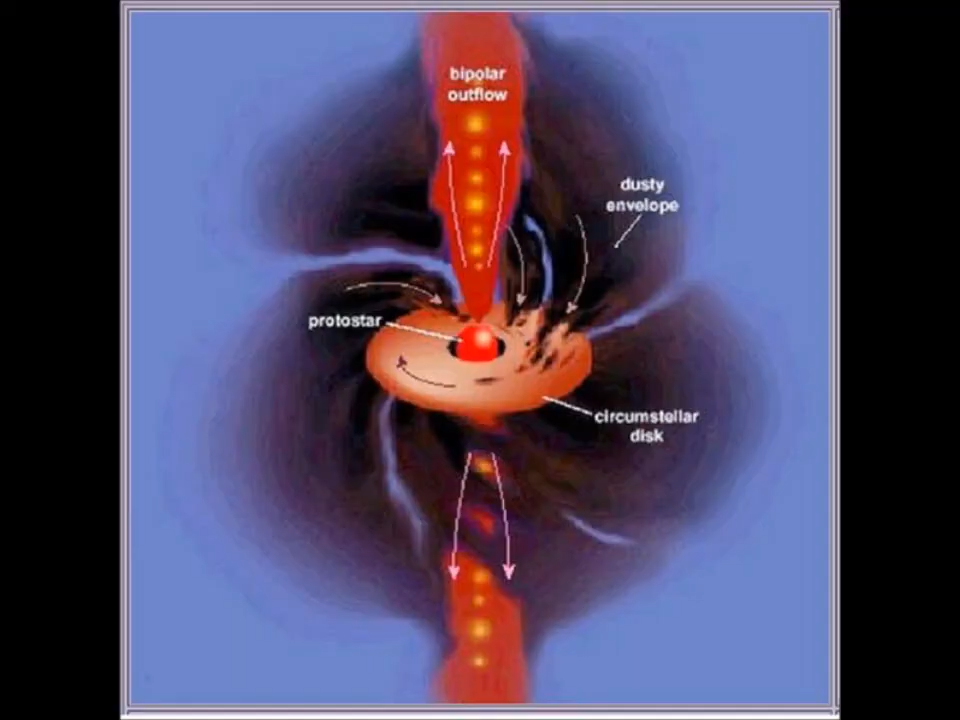 bipolar
outflow
dusty
envelope
protostar
circumstellar
disk